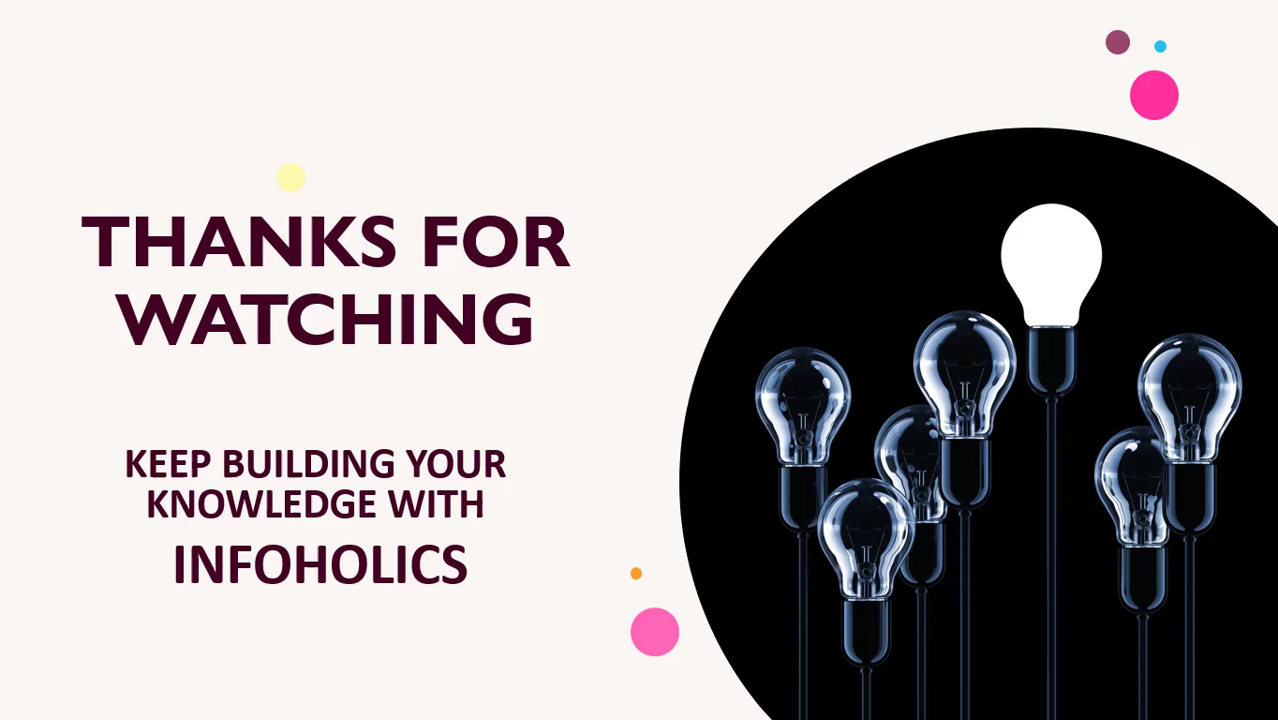 THANKS FOR
WATCHING
KEEP BUILDING YOUR
KNOWLEDGE WITH
INFOHOLICS